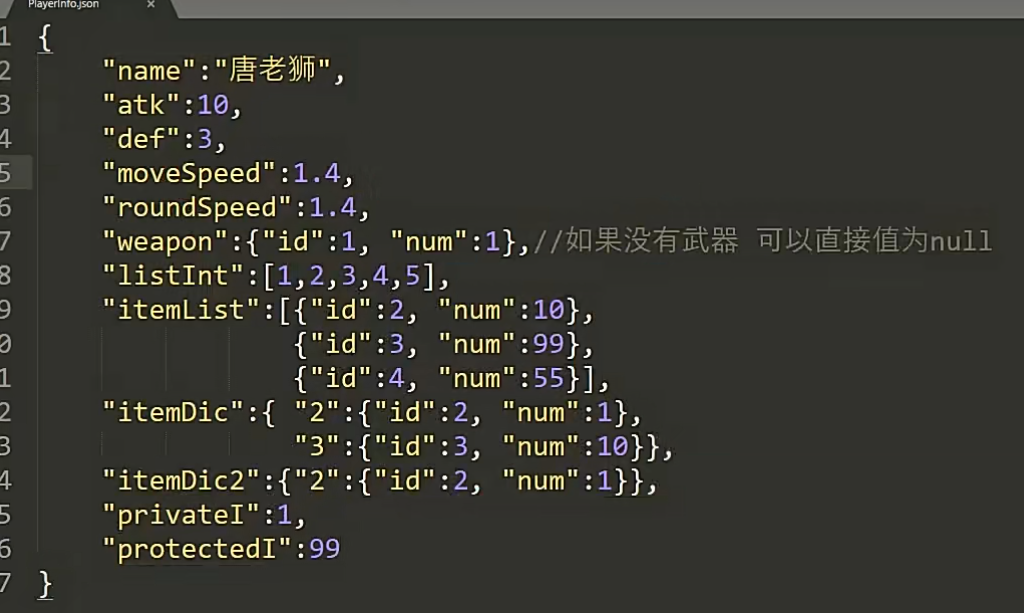 PlayerInfo.json ×
1 {
2 "name":"唐老狮",
3 "atk":10,
4 "def":3,
5 "moveSpeed":1.4,
6 "roundSpeed":1.4,
7 "weapon":{"id":1, "num":1},//如果没有武器 可以直接值为null
8 "listInt":[1,2,3,4,5],
9 "itemList":[{"id":2, "num":10},
0 {"id":3, "num":99},
1 {"id":4, "num":55}],
2 "itemDic":{ "2":{"id":2, "num":1},
3 "3":{"id":3, "num":10}},
4 "itemDic2":{"2":{"id":2, "num":1}},
5 "privateI":1,
6 "protectedI":99
7 }